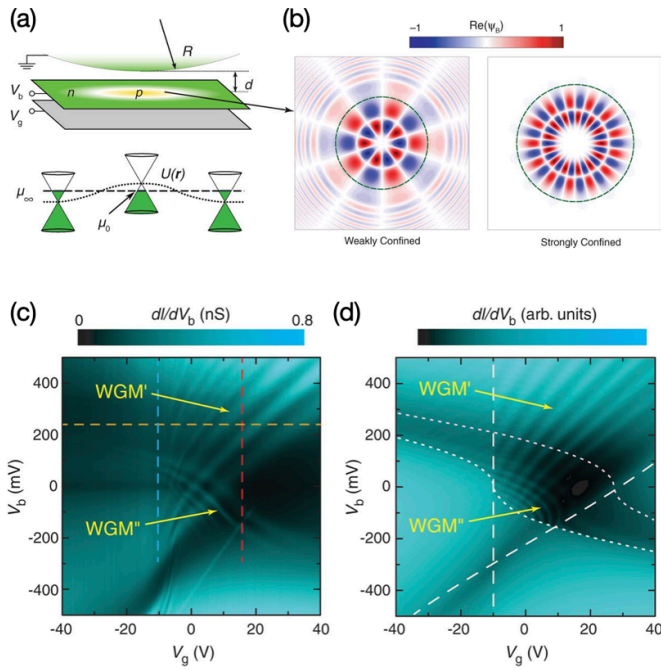 (a)
R
d
n
p
V_b
V_g
U(r)
μ_∞
μ_0
(b)
Re(ψ_B)
−1
1
Weakly Confined
Strongly Confined
(c)
dI/dV_b (nS)
0
0.8
WGM'
WGM"
400
200
0
-200
-400
V_b (mV)
-40
-20
0
20
40
V_g (V)
(d)
dI/dV_b (arb. units)
WGM'
WGM"
400
200
0
-200
-400
V_b (mV)
-40
-20
0
20
40
V_g (V)